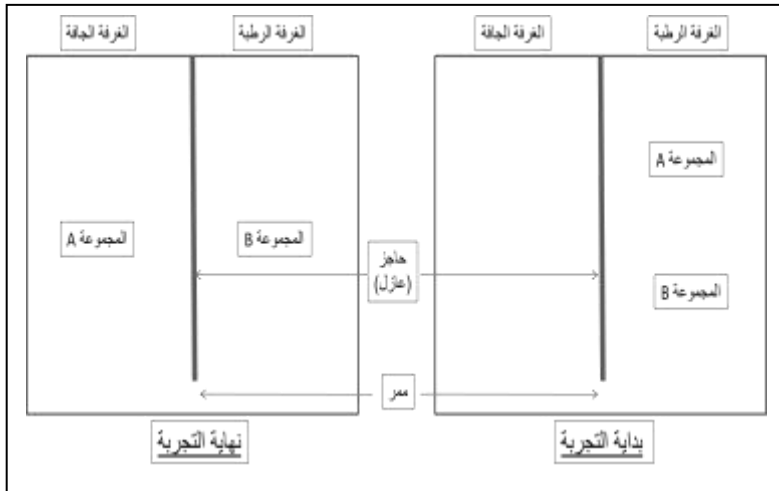 الغرفة الرطبة
الغرفة الجافة
المجموعة A
المجموعة B
بداية التجربة
حاجز
(عازل)
ممر
الغرفة الرطبة
الغرفة الجافة
المجموعة B
المجموعة A
نهاية التجربة